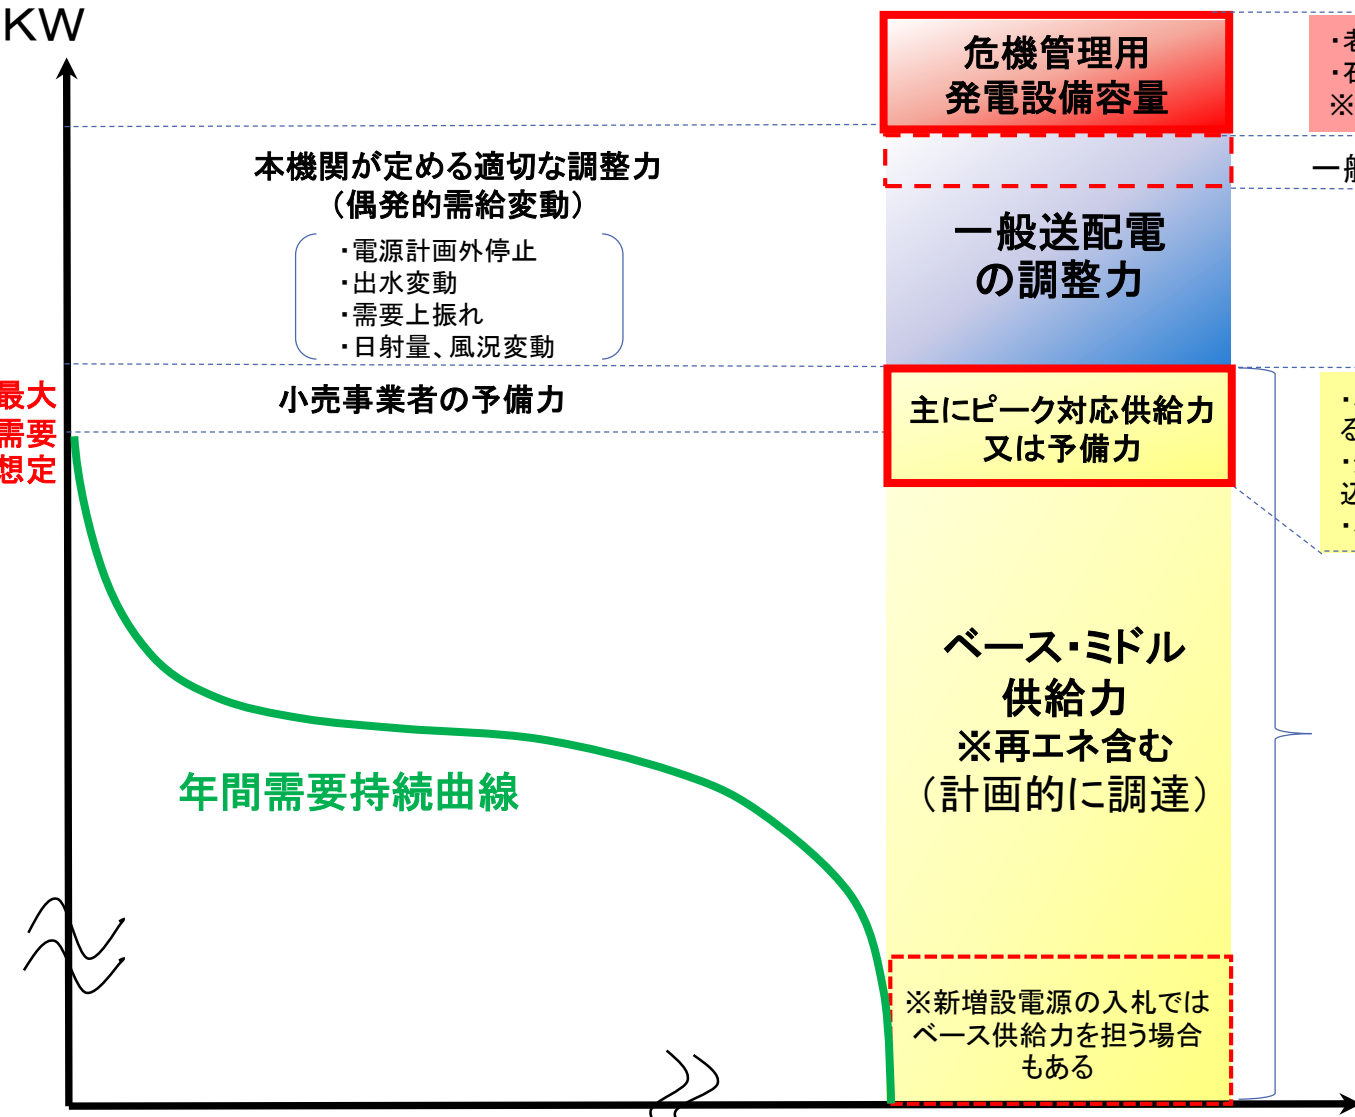 KW
危機管理用
発電設備容量
・
・
※
本機関が定める適切な調整力
（偶発的需給変動）
・電源計画外停止
・出水変動
・需要上振れ
・日射量、風況変動
一般
一般送配電
の調整力
最大
需要
想定
小売事業者の予備力
主にピーク対応供給力
又は予備力
・
る
・
・
ベース・ミドル
供給力
※再エネ含む
（計画的に調達）
年間需要持続曲線
※新増設電源の入札では
ベース供給力を担う場合
もある